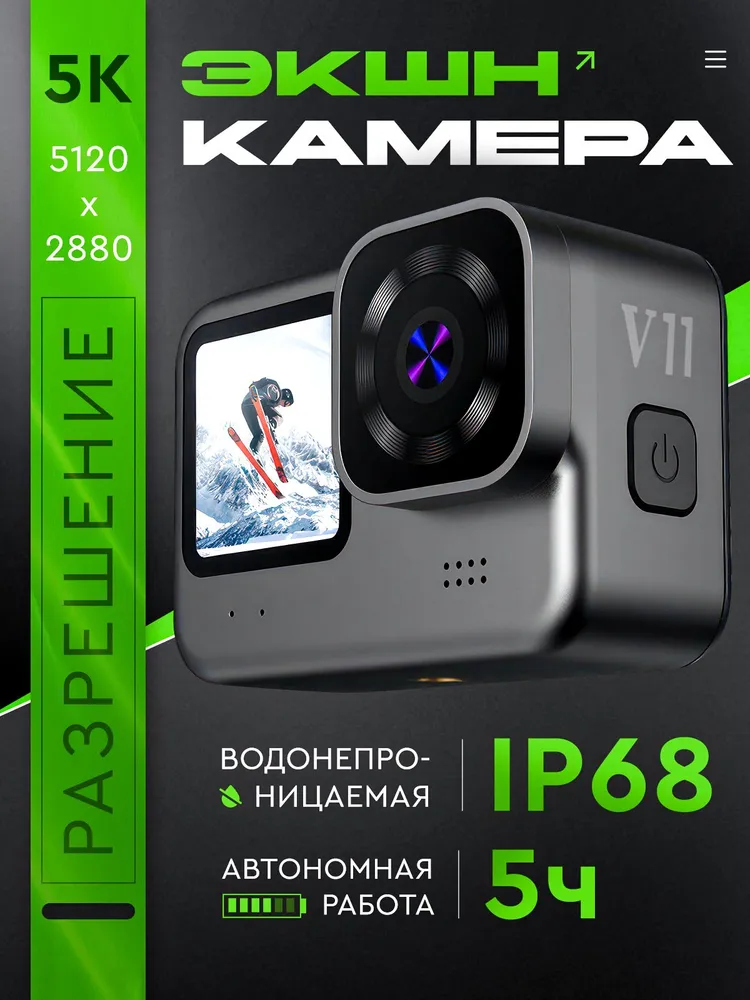 5K
5120
x
2880
РАЗРЕШЕНИЕ
ЭКШН
КАМЕРА
V11
ВОДОНЕПРО-
НИЦАЕМАЯ
IP68
АВТОНОМНАЯ
РАБОТА
5ч